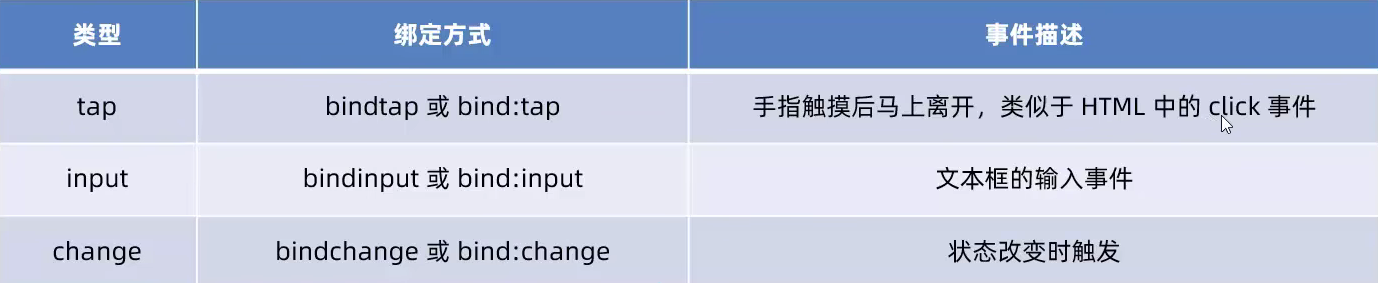 类型 绑定方式 事件描述
tap bindtap 或 bind:tap 手指触摸后马上离开，类似于 HTML 中的 click 事件
input bindinput 或 bind:input 文本框的输入事件
change bindchange 或 bind:change 状态改变时触发